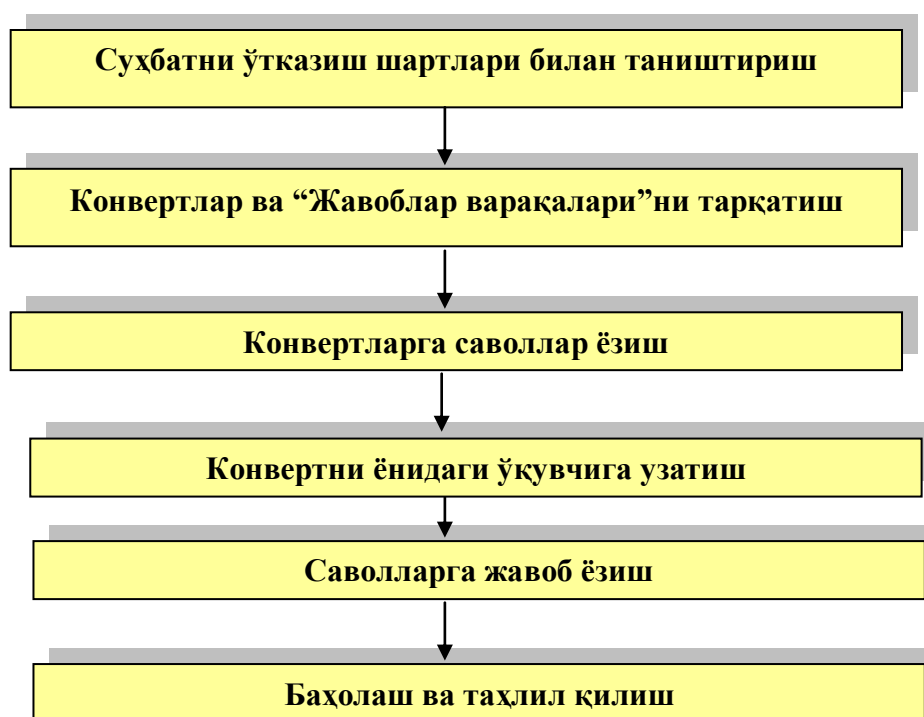 Суҳбатни ўтказиш шартлари билан таништириш
Конвертлар ва “Жавоблар варақалари”ни тарқатиш
Конвертларга саволлар ёзиш
Конвертни ёнидаги ўқувчига узатиш
Саволларга жавоб ёзиш
Баҳолаш ва таҳлил қилиш